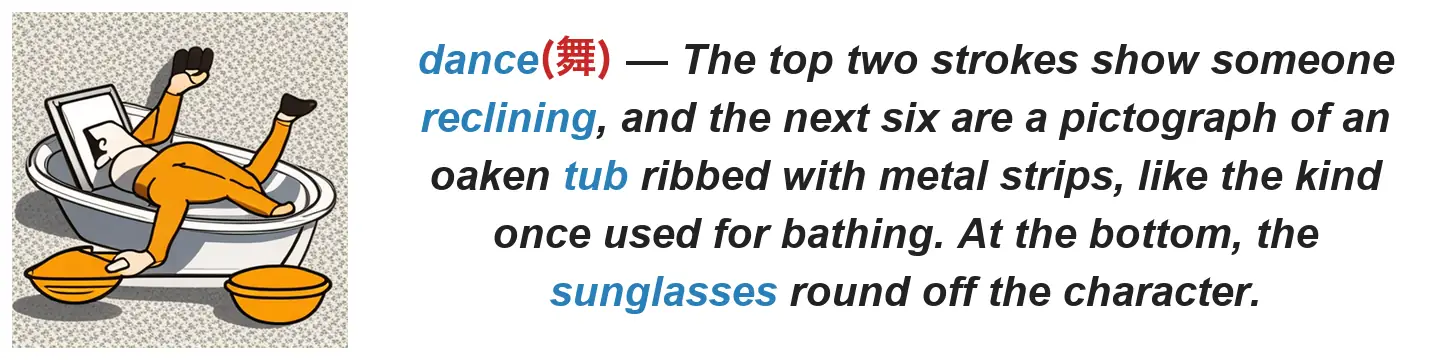 dance(舞) — The top two strokes show someone
reclining, and the next six are a pictograph of an
oaken tub ribbed with metal strips, like the kind
once used for bathing. At the bottom, the
sunglasses round off the character.